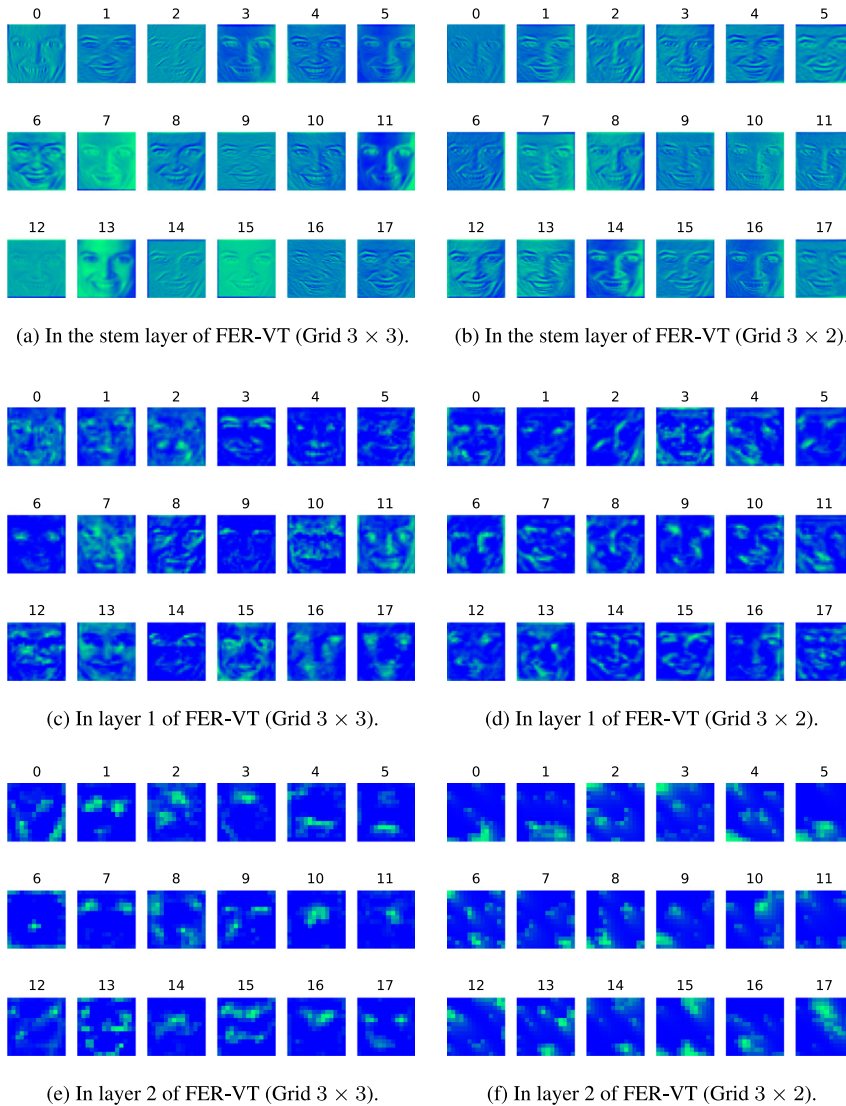 0 1 2 3 4 5
6 7 8 9 10 11
12 13 14 15 16 17
(a) In the stem layer of FER-VT (Grid 3 × 3).
0 1 2 3 4 5
6 7 8 9 10 11
12 13 14 15 16 17
(b) In the stem layer of FER-VT (Grid 3 × 2).
0 1 2 3 4 5
6 7 8 9 10 11
12 13 14 15 16 17
(c) In layer 1 of FER-VT (Grid 3 × 3).
0 1 2 3 4 5
6 7 8 9 10 11
12 13 14 15 16 17
(d) In layer 1 of FER-VT (Grid 3 × 2).
0 1 2 3 4 5
6 7 8 9 10 11
12 13 14 15 16 17
(e) In layer 2 of FER-VT (Grid 3 × 3).
0 1 2 3 4 5
6 7 8 9 10 11
12 13 14 15 16 17
(f) In layer 2 of FER-VT (Grid 3 × 2).